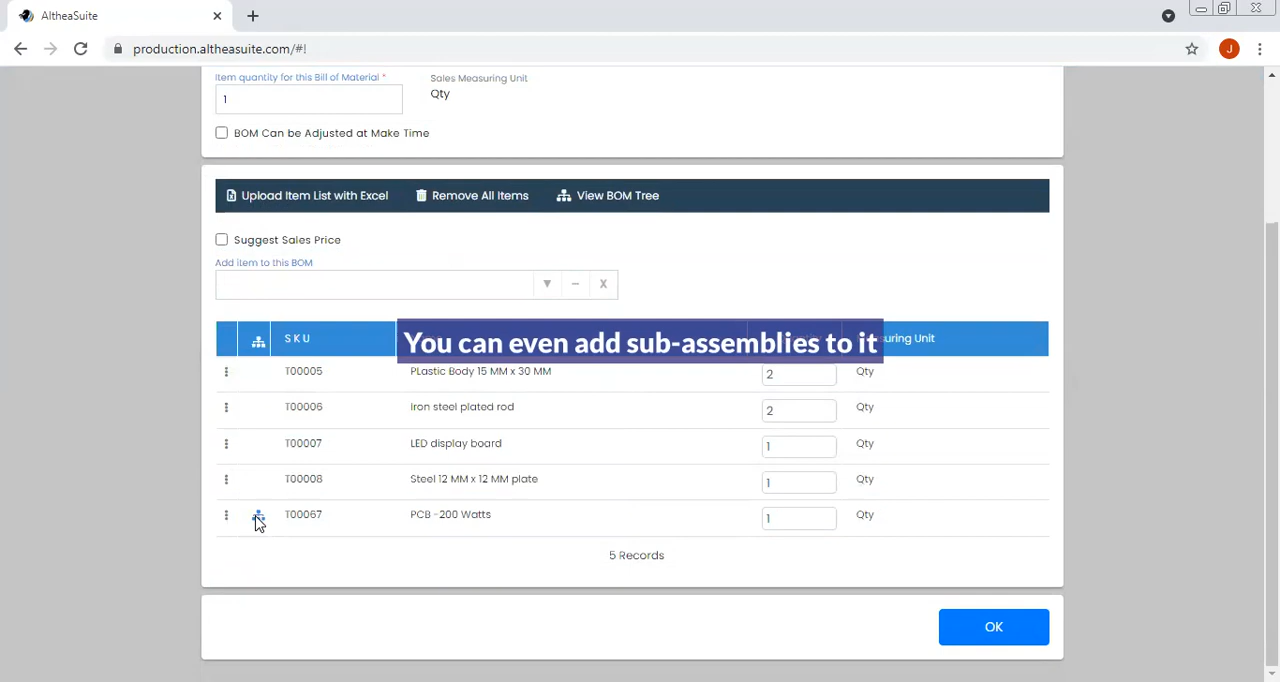 AltheaSuite
production.altheasuite.com/#!
J
Item quantity for this Bill of Material *
Sales Measuring Unit
1
Qty
BOM Can be Adjusted at Make Time
Upload Item List with Excel Remove All Items View BOM Tree
Suggest Sales Price
Add item to this BOM
▼ – X
SKU
You can even add sub-assemblies to it
T00005 PLastic Body 15 MM x 30 MM 2 Qty
T00006 Iron steel plated rod 2 Qty
T00007 LED display board 1 Qty
T00008 Steel 12 MM x 12 MM plate 1 Qty
T00067 PCB -200 Watts 1 Qty
5 Records
OK